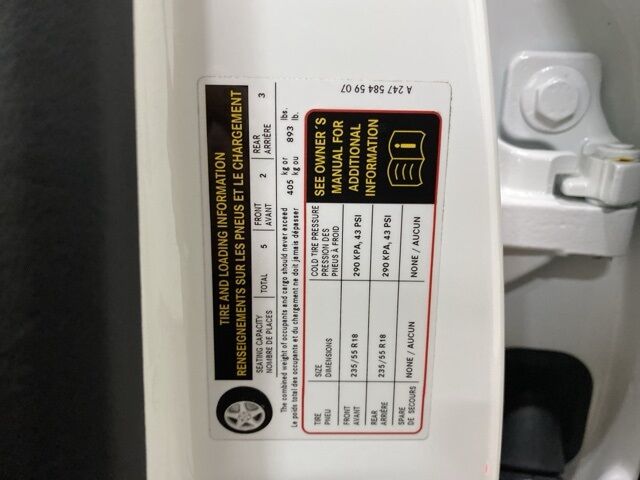 TIRE AND LOADING INFORMATION
RENSEIGNEMENTS SUR LES PNEUS ET LE CHARGEMENT
SEATING CAPACITY TOTAL 5 FRONT 2 REAR 3
NOMBRE DE PLACES AVANT ARRIÈRE
The combined weight of occupants and cargo should never exceed 405 kg or 893 lbs.
Le poids total des occupants et du chargement ne doit jamais dépasser kg ou lb.
TIRE SIZE COLD TIRE PRESSURE
PNEU DIMENSIONS PRESSION DES
PNEUS À FROID
FRONT 235/55 R18 290 KPA, 43 PSI
AVANT
REAR 235/55 R18 290 KPA, 43 PSI
ARRIÈRE
SPARE NONE / AUCUN NONE / AUCUN
DE SECOURS
SEE OWNER'S
MANUAL FOR
ADDITIONAL
INFORMATION
A 247 584 59 07